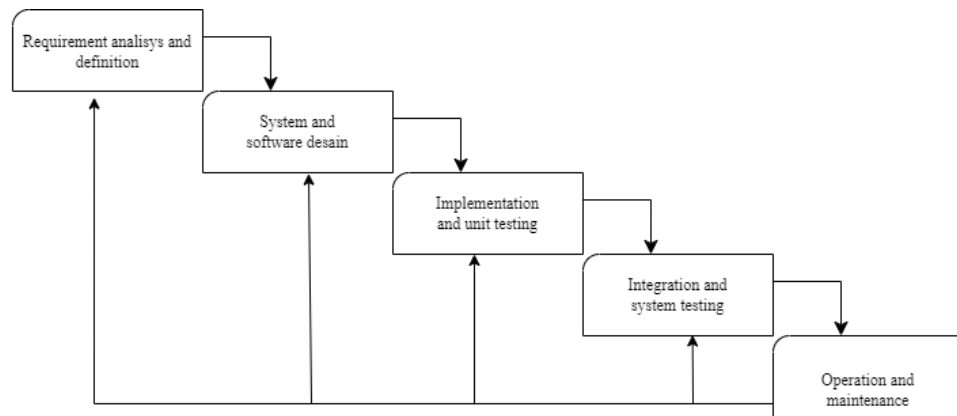 Requirement analisys and
definition
System and
software desain
Implementation
and unit testing
Integration and
system testing
Operation and
maintenance